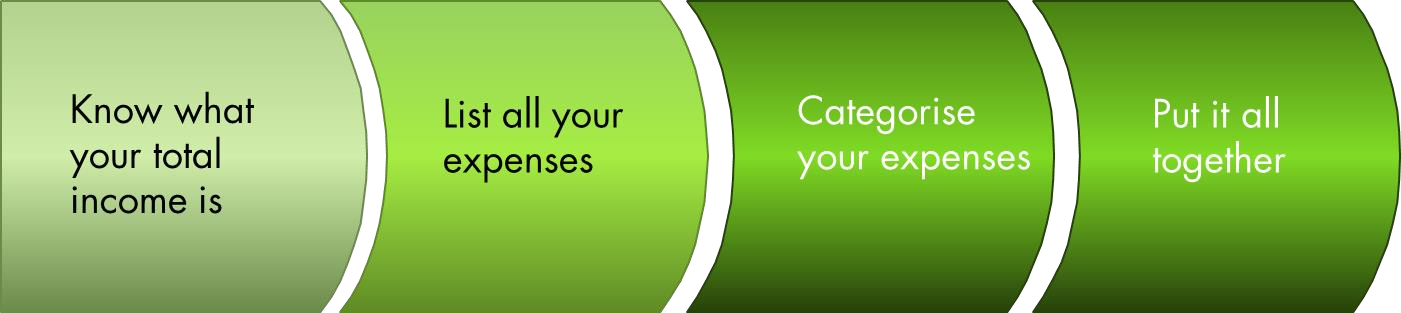 Know what
your total
income is
List all your
expenses
Categorise
your expenses
Put it all
together